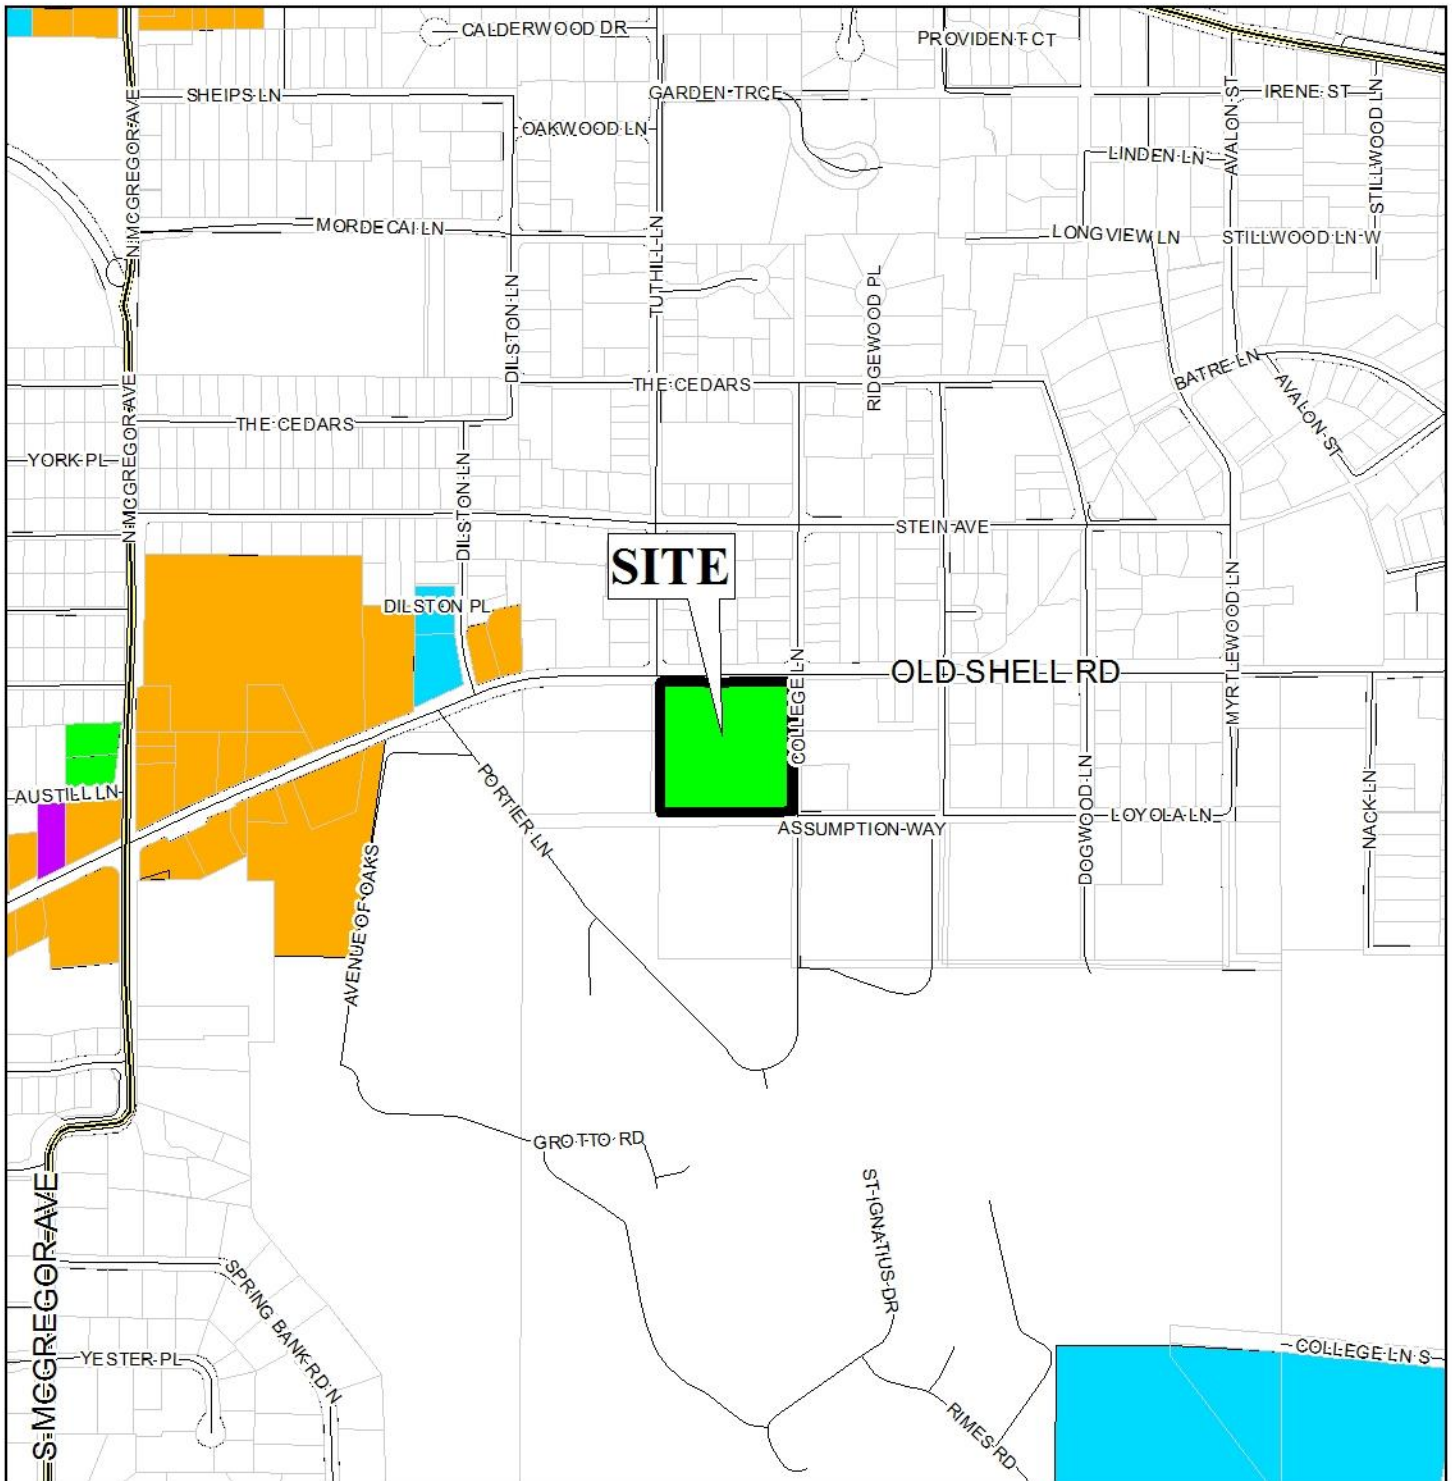 CALDERWOOD DR
PROVIDENT CT
SHEIPS LN
GARDEN TRCE
IRENE ST
OAKWOOD LN
AVALON ST
STILLWOOD LN
LINDEN LN
N MCGREGOR AVE
MORDECAI LN
TUTHILL LN
LONGVIEW LN
STILLWOOD LN W
DILSTON LN
RIDGEWOOD PL
THE CEDARS
BATRE LN
AVALON ST
THE CEDARS
N MCGREGOR AVE
YORK PL
DILSTON LN
STEIN AVE
SITE
DILSTON PL
MYRTLEWOOD LN
OLD SHELL RD
COLLEGE LN
AUSTILL LN
PORTIER LN
DOGWOOD LN
NACK LN
LOYOLA LN
ASSUMPTION WAY
AVENUE OF OAKS
GROTTO RD
ST IGNATIUS DR
S MCGREGOR AVE
SPRING BANK RD N
YESTER PL
COLLEGE LN S
RIMES RD